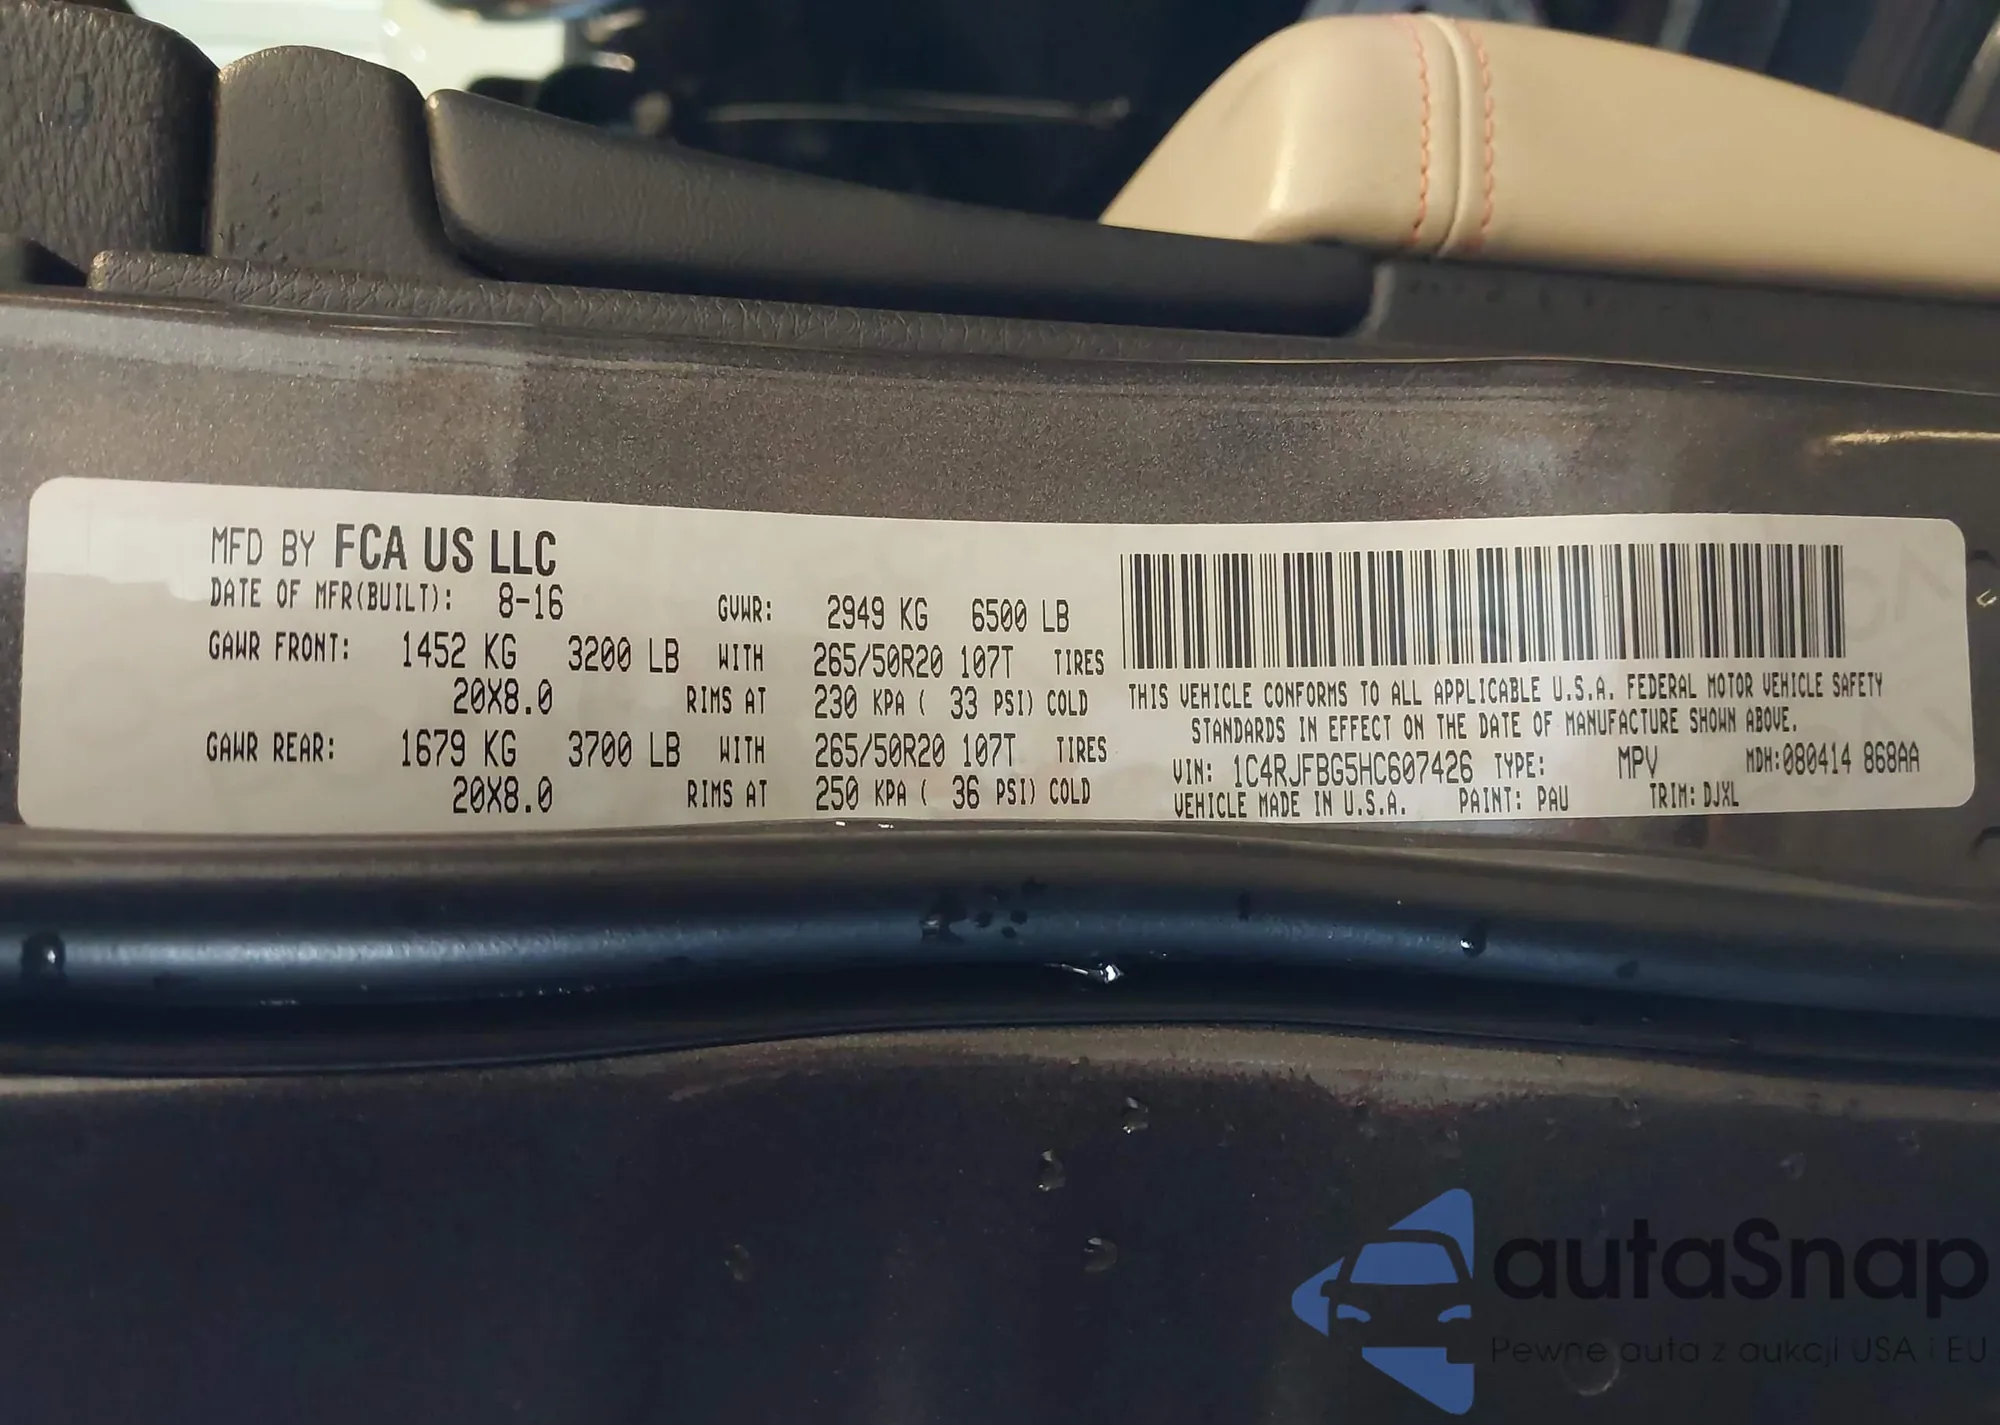 MFD BY FCA US LLC
DATE OF MFR(BUILT): 8-16 GVWR: 2949 KG 6500 LB
GAWR FRONT: 1452 KG 3200 LB WITH 265/50R20 107T TIRES
20X8.0 RIMS AT 230 KPA ( 33 PSI) COLD
GAWR REAR: 1679 KG 3700 LB WITH 265/50R20 107T TIRES
20X8.0 RIMS AT 250 KPA ( 36 PSI) COLD
THIS VEHICLE CONFORMS TO ALL APPLICABLE U.S.A. FEDERAL MOTOR VEHICLE SAFETY
STANDARDS IN EFFECT ON THE DATE OF MANUFACTURE SHOWN ABOVE.
VIN: 1C4RJFBG5HC607426 TYPE: MPV MDH:080414 868AA
VEHICLE MADE IN U.S.A. PAINT: PAU TRIM: DJXL
autaSnap
Pewne auta z aukcji USA i EU